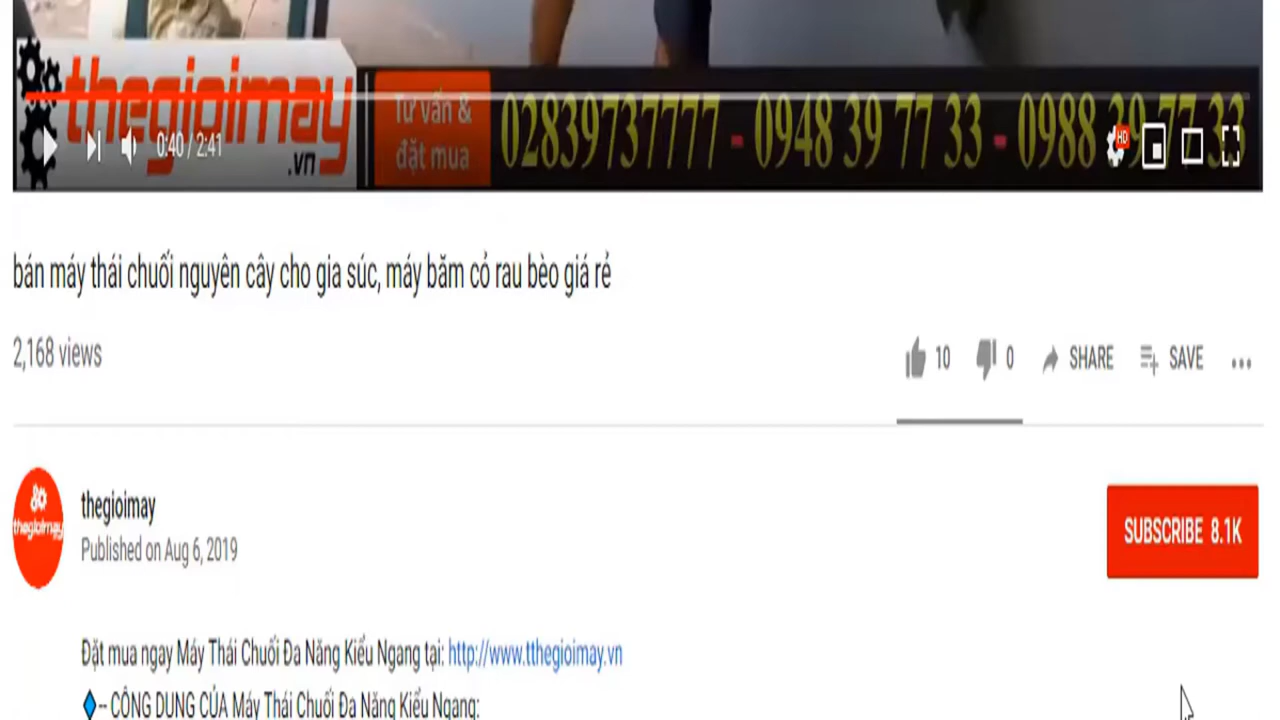 thegioimay
.vn
Tư vấn &
đặt mua
02839737777 - 0948 39 77 33 - 0988 39 77 33
0:40 / 2:41
HD
bán máy thái chuối nguyên cây cho gia súc, máy băm cỏ rau bèo giá rẻ
2,168 views
10 0 SHARE SAVE
thegioimay
thegioimay
Published on Aug 6, 2019
SUBSCRIBE 8.1K
Đặt mua ngay Máy Thái Chuối Đa Năng Kiểu Ngang tại: http://www.tthegioimay.vn
-- CÔNG DỤNG CỦA Máy Thái Chuối Đa Năng Kiểu Ngang: